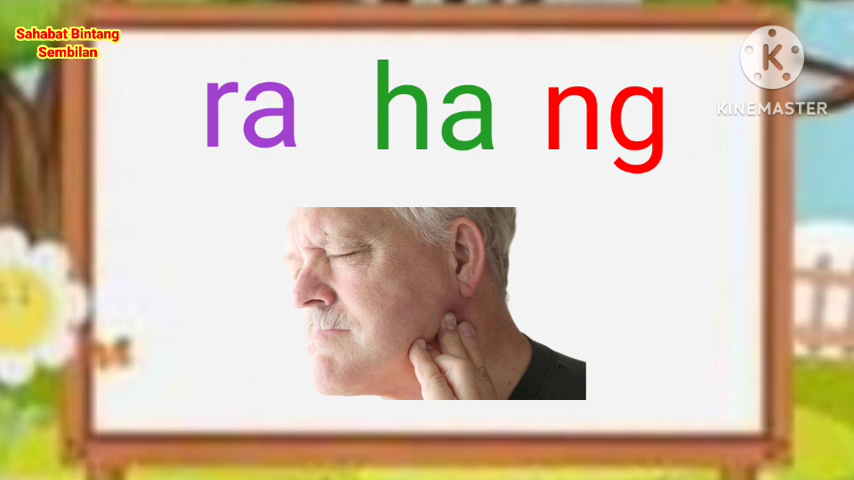 Sahabat Bintang
Sembilan
ra ha ng
K
KINEMASTER